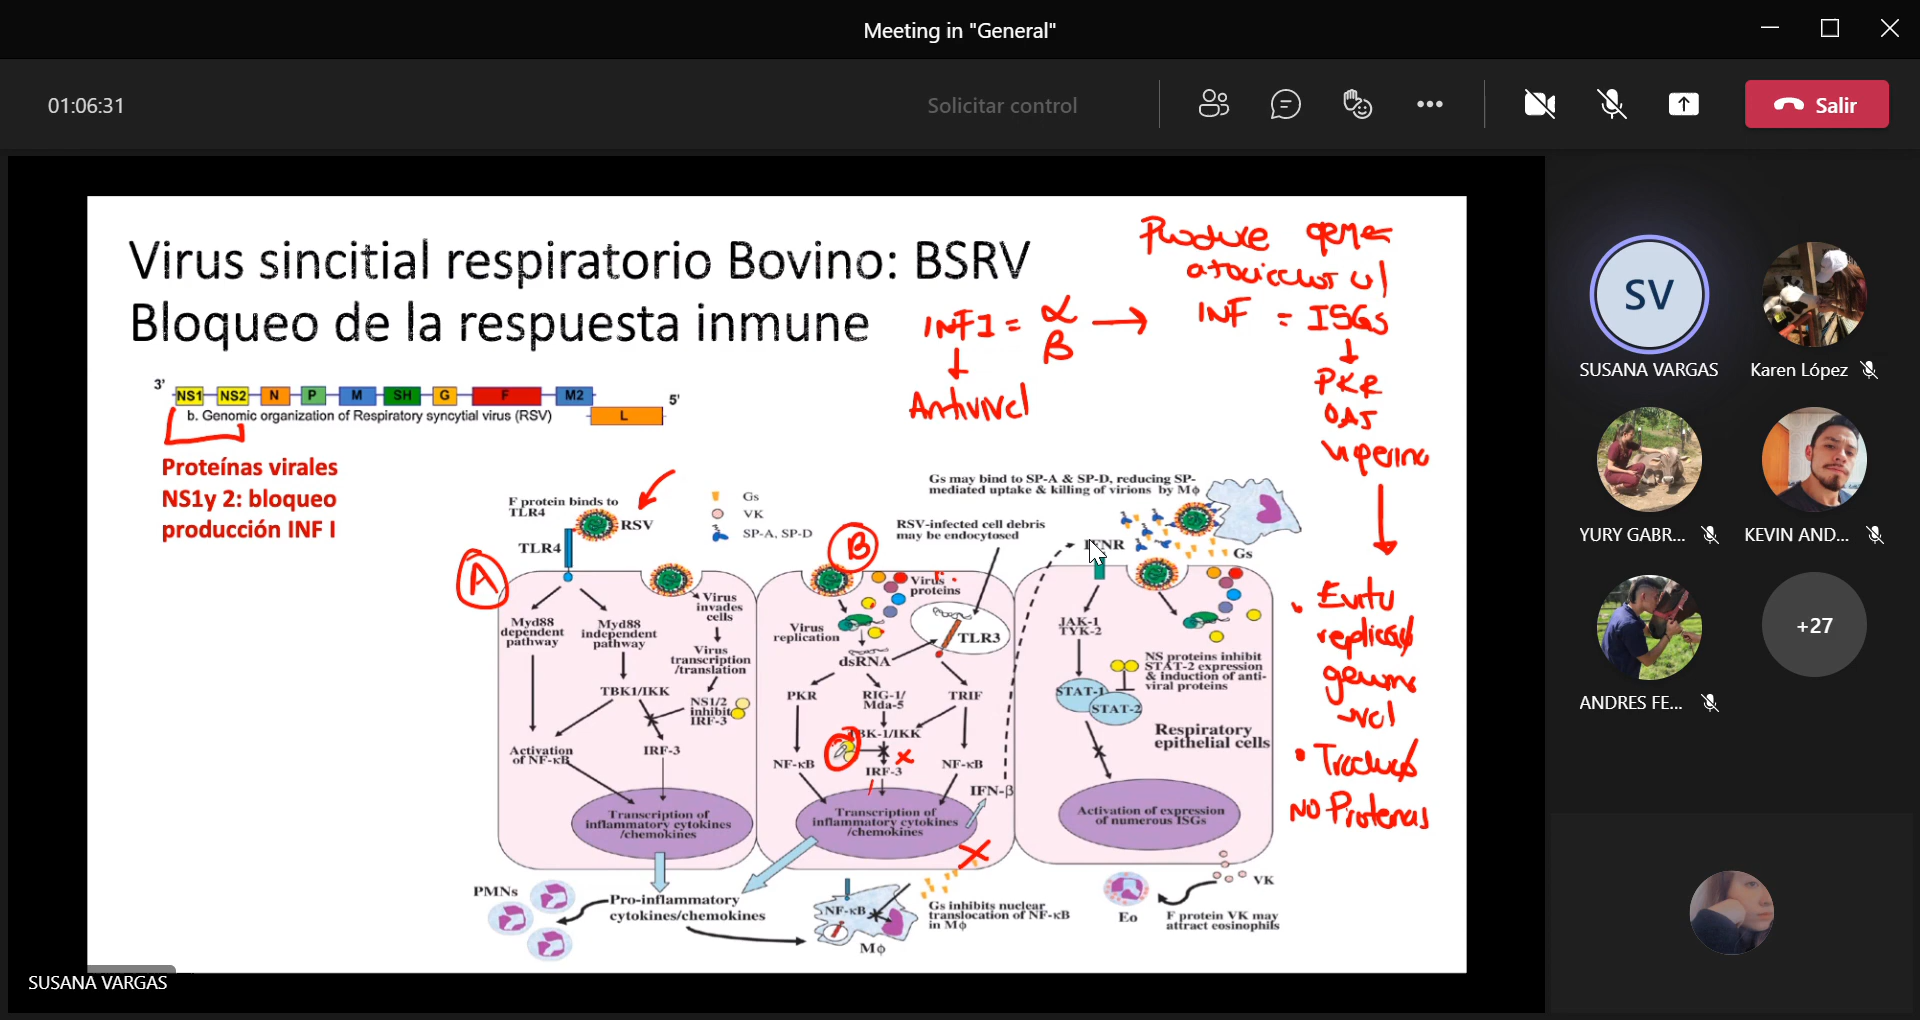 Meeting in "General"
01:06:31
Solicitar control
Salir
Virus sincitial respiratorio Bovino: BSRV
Bloqueo de la respuesta inmune
INF I = α
β
Antiviral
Produce
INF = ISGs
PKR
OAS
3'
NS1 NS2 N P M SH G F M2
5'
L
b. Genomic organization of Respiratory syncytial virus (RSV)
Proteínas virales
NS1y 2: bloqueo
producción INF I
F protein binds to
TLR4
RSV
TLR4
A
Gs
VK
SP-A, SP-D
B
Gs may bind to SP-A & SP-D, reducing SP-
mediated uptake & killing of virions by Mϕ
RSV-infected cell debris
may be endocytosed
IFNR
Gs
Myd88
dependent
pathway
Myd88
independent
pathway
Virus
invades
cells
Virus
transcription
/translation
TBK1/IKK
NS1/2
inhibit
IRF-3
Activation
of NF-κB
IRF-3
Transcription of
inflammatory cytokines
/chemokines
Virus
proteins
Virus
replication
TLR3
dsRNA
PKR
RIG-1/
Mda-5
TRIF
TBK-1/IKK
NF-κB
IRF-3
NF-κB
IFN-β
Transcription of
inflammatory cytokines
/chemokines
JAK-1
TYK-2
NS proteins inhibit
STAT-2 expression
& induction of anti-
viral proteins
STAT-1
STAT-2
Respiratory
epithelial cells
Activation of expression
of numerous ISGs
PMNs
Pro-inflammatory
cytokines/chemokines
NF-κB
Mϕ
Gs inhibits nuclear
translocation of NF-κB
in Mϕ
Eo
VK
F protein VK may
attract eosinophils
NO Proteinas
SV
SUSANA VARGAS
Karen López
YURY GABR...
KEVIN AND...
ANDRES FE...
+27
SUSANA VARGAS